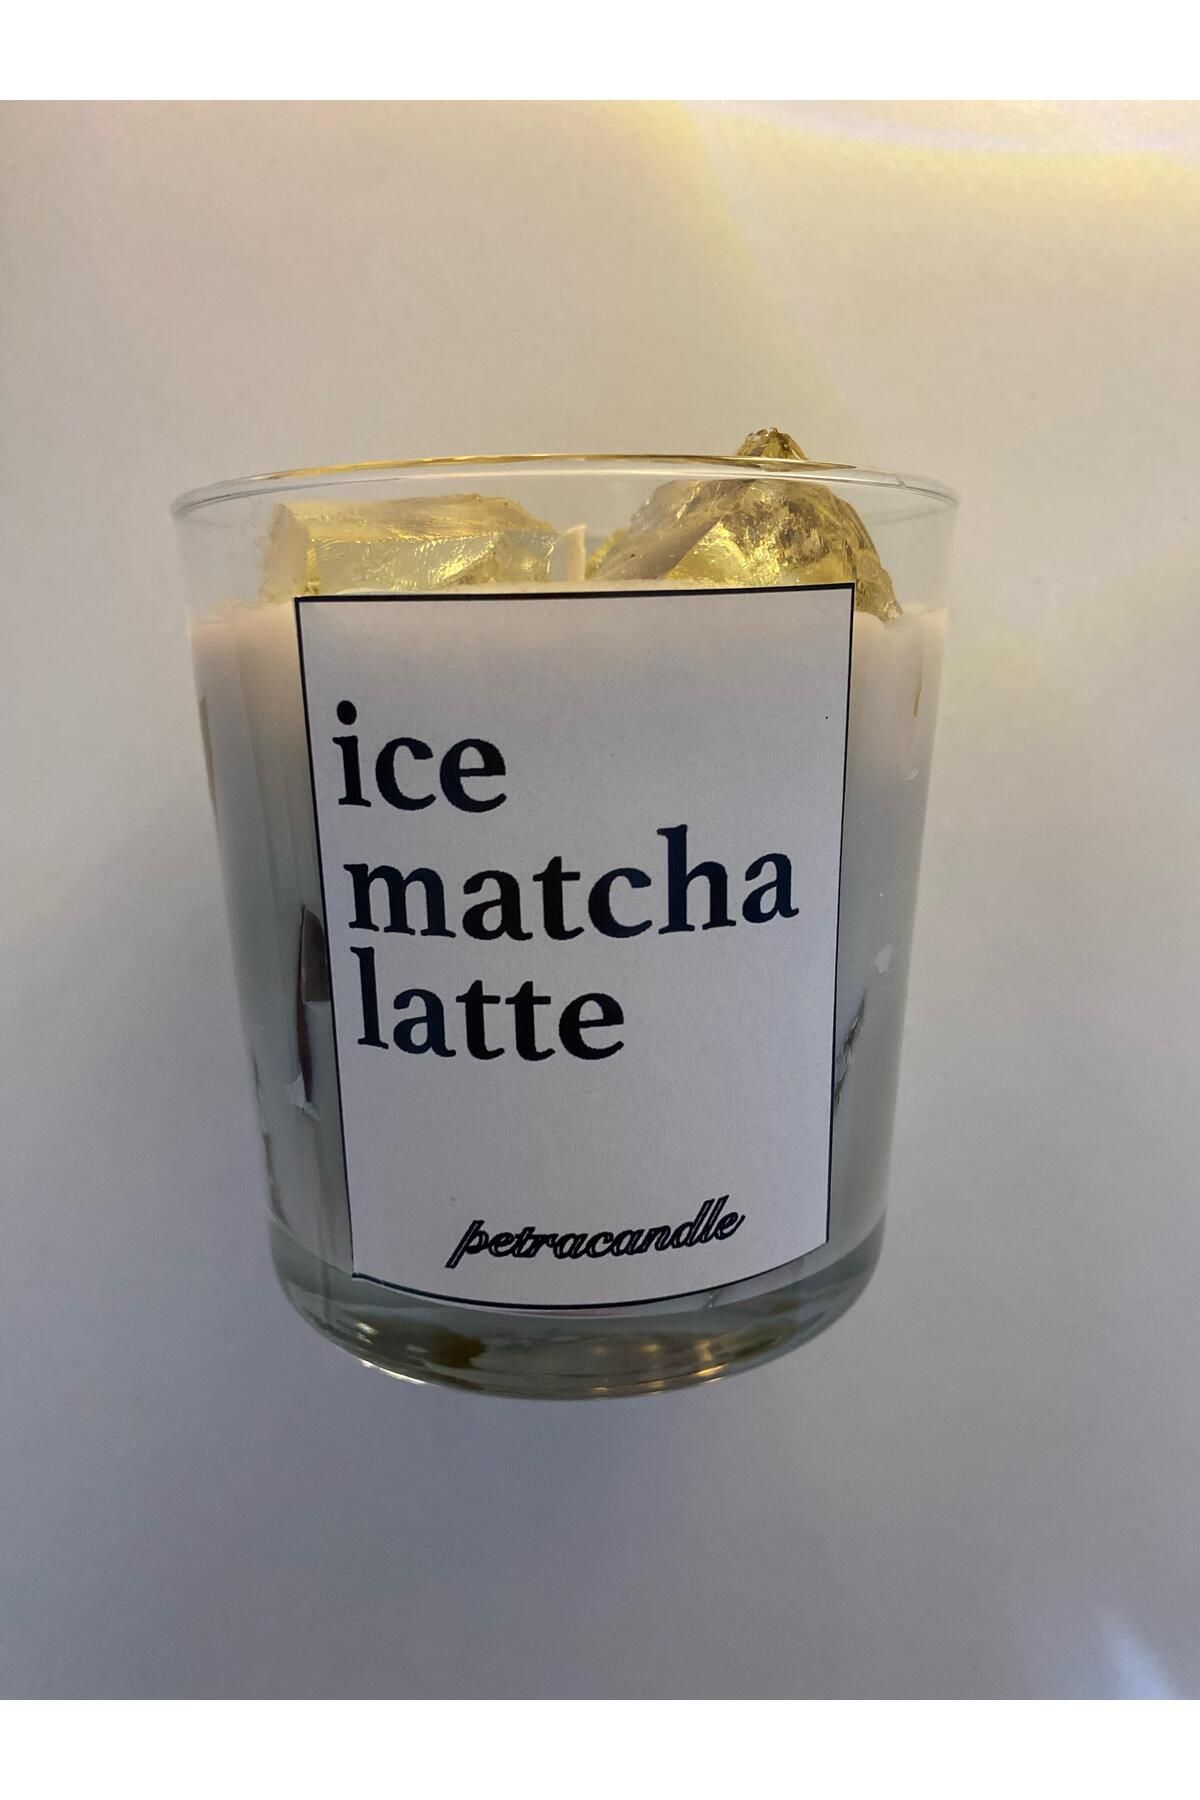 ice
matcha
latte
petracandle